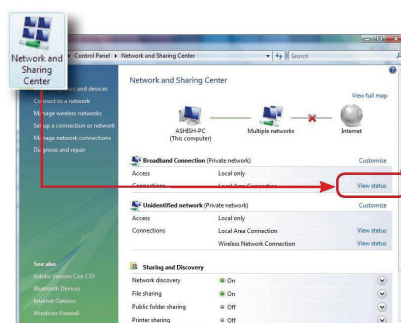 Network and
Sharing
Center
Control Panel ▸ Network and Sharing Center
Search
and devices
Connect to a network
Manage wireless networks
Set up a connection or network
Manage network connections
Diagnose and repair
See also
Adobe Version Cue CS3
Bluetooth Devices
Internet Options
Windows Firewall
Network and Sharing Center
View full map
ASHISH-PC
(This computer)
Multiple networks
Internet
Broadband Connection (Private network)
Customize
Access Local only
Connections Local Area Connection View status
Unidentified network (Private network)
Customize
Access Local only
Connections Local Area Connection View status
Wireless Network Connection View status
Sharing and Discovery
Network discovery On
File sharing On
Public folder sharing Off
Printer sharing Off